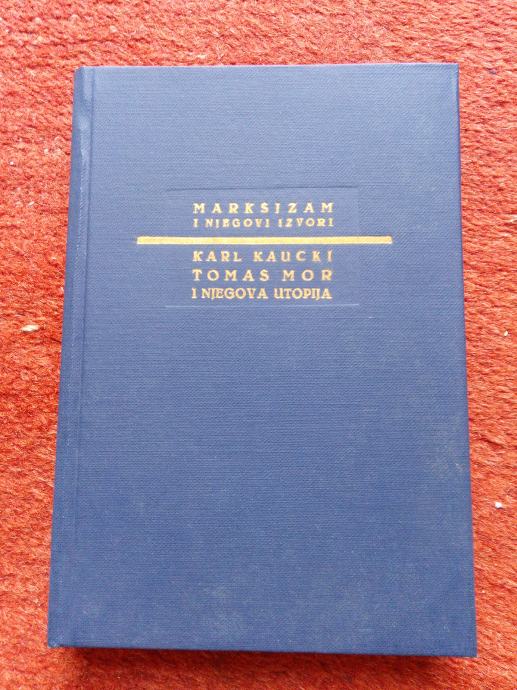 MARKSIZAM
I NJEGOVI IZVORI
KARL KAUCKI
TOMAS MOR
I NJEGOVA UTOPIJA